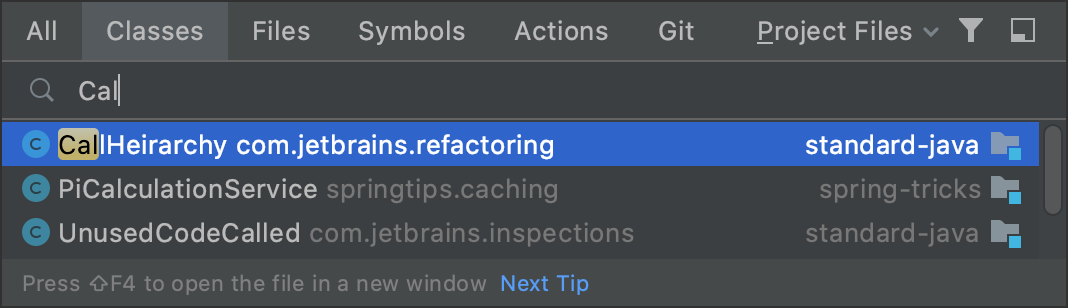 All Classes Files Symbols Actions Git Project Files
Cal
C CallHeirarchy com.jetbrains.refactoring standard-java
C PiCalculationService springtips.caching spring-tricks
C UnusedCodeCalled com.jetbrains.inspections standard-java
Press ⇧F4 to open the file in a new window Next Tip